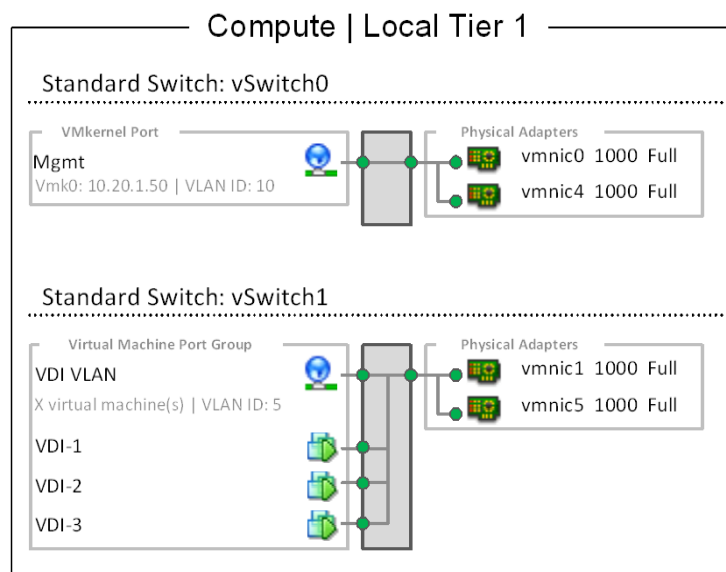 Compute | Local Tier 1
Standard Switch: vSwitch0
VMkernel Port
Physical Adapters
Mgmt
Vmk0: 10.20.1.50 | VLAN ID: 10
vmnic0 1000 Full
vmnic4 1000 Full
Standard Switch: vSwitch1
Virtual Machine Port Group
Physical Adapters
VDI VLAN
X virtual machine(s) | VLAN ID: 5
vmnic1 1000 Full
vmnic5 1000 Full
VDI-1
VDI-2
VDI-3